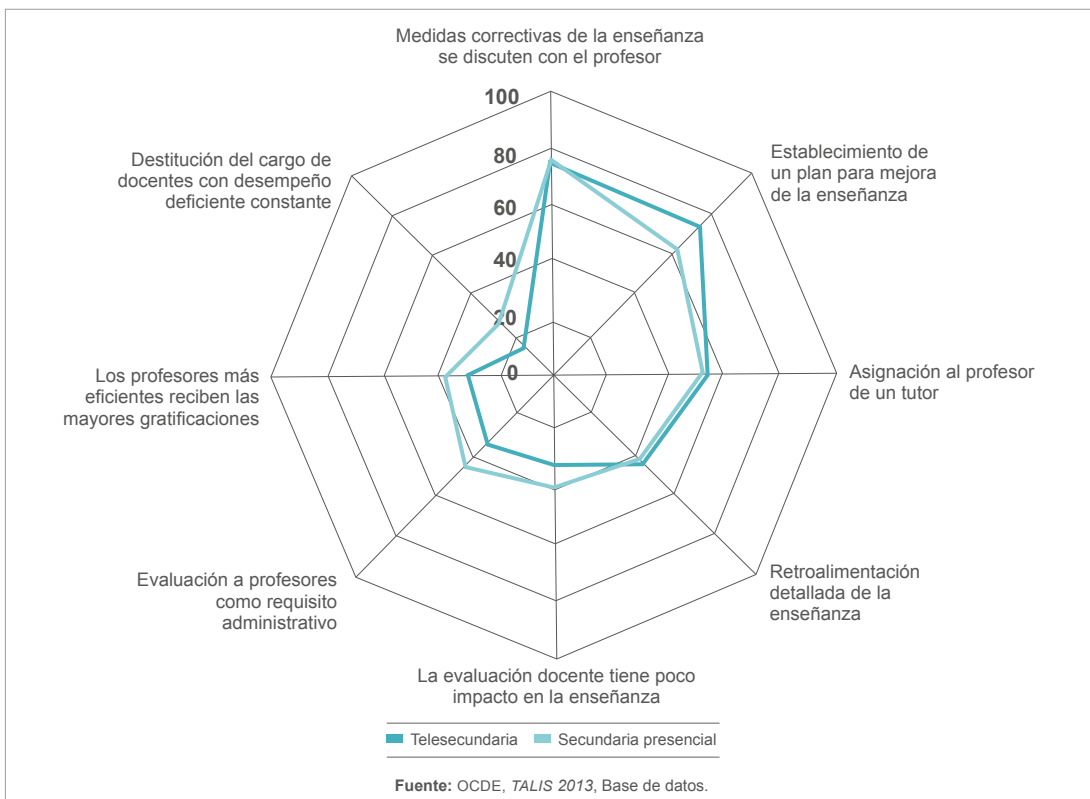 Medidas correctivas de la enseñanza
se discuten con el profesor
100
80
60
40
20
0
Establecimiento de
un plan para mejora
de la enseñanza
Asignación al profesor
de un tutor
Retroalimentación
detallada de la
enseñanza
La evaluación docente tiene poco
impacto en la enseñanza
Evaluación a profesores
como requisito
administrativo
Los profesores más
eficientes reciben las
mayores gratificaciones
Destitución del cargo de
docentes con desempeño
deficiente constante
Telesecundaria Secundaria presencial
Fuente: OCDE, TALIS 2013, Base de datos.